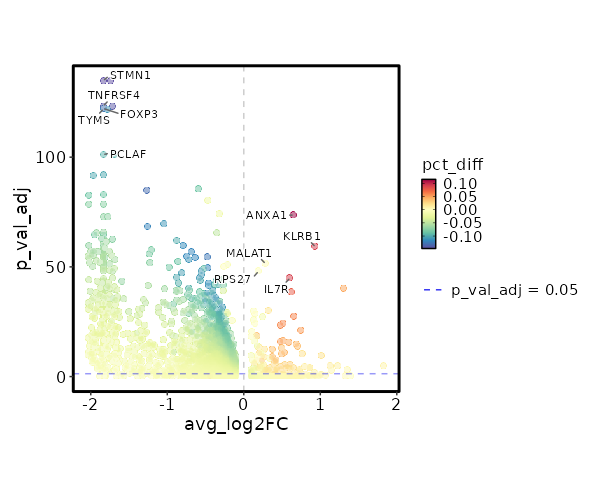 STMN1
TNFRSF4
FOXP3
TYMS
PCLAF
ANXA1
KLRB1
MALAT1
RPS27
IL7R
100
50
0
p_val_adj
-2
-1
0
1
2
avg_log2FC
pct_diff
0.10
0.05
0.00
-0.05
-0.10
p_val_adj = 0.05